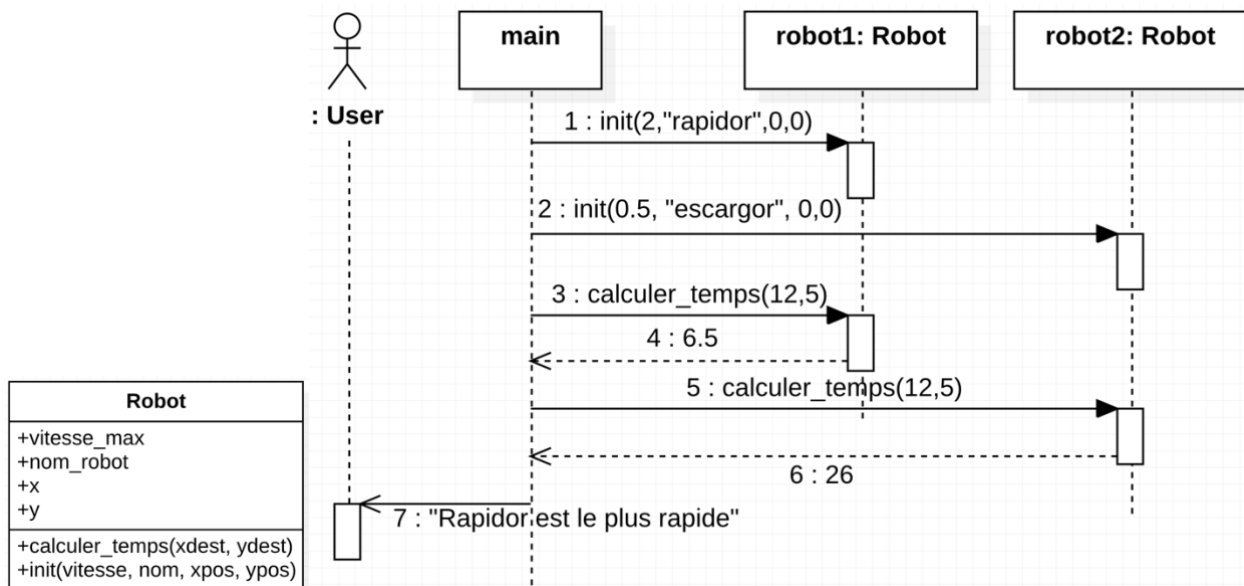 main
robot1: Robot
robot2: Robot
: User
1 : init(2,"rapidor",0,0)
2 : init(0.5, "escargor", 0,0)
3 : calculer_temps(12,5)
4 : 6.5
5 : calculer_temps(12,5)
6 : 26
7 : "Rapidor est le plus rapide"
Robot
+vitesse_max
+nom_robot
+x
+y
+calculer_temps(xdest, ydest)
+init(vitesse, nom, xpos, ypos)